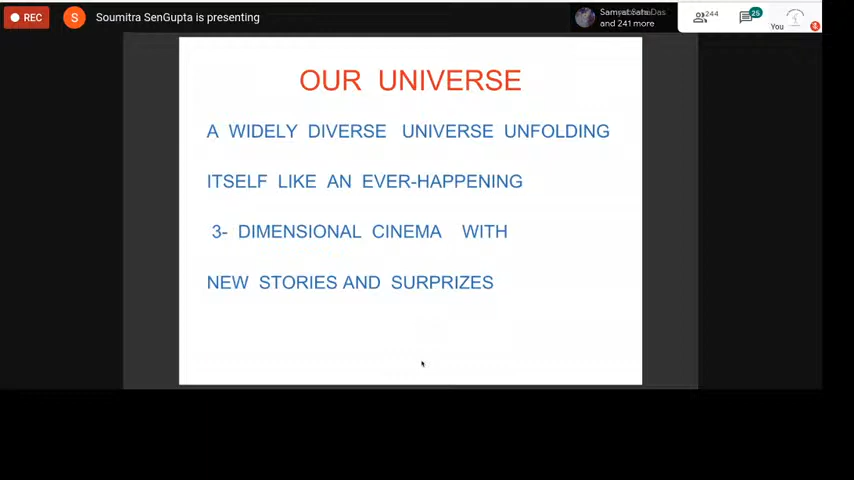 REC
S
Soumitra SenGupta is presenting
and 241 more
244
25
You
OUR UNIVERSE
A WIDELY DIVERSE UNIVERSE UNFOLDING
ITSELF LIKE AN EVER-HAPPENING
3- DIMENSIONAL CINEMA WITH
NEW STORIES AND SURPRIZES